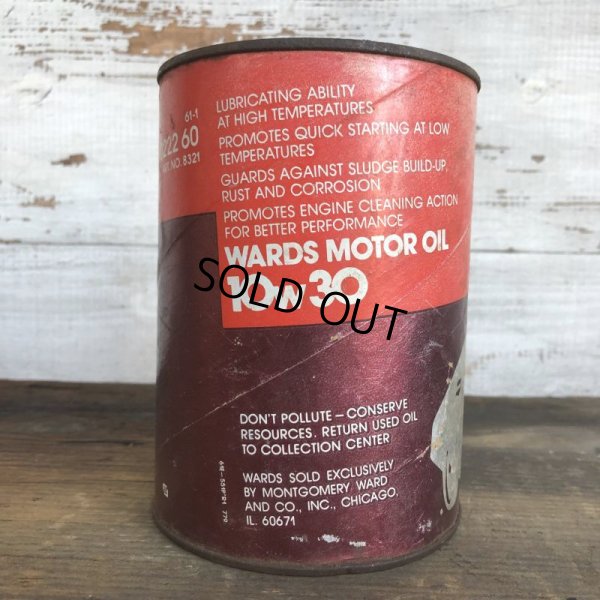 61-1
222 60
8321
LUBRICATING ABILITY
AT HIGH TEMPERATURES
PROMOTES QUICK STARTING AT LOW
TEMPERATURES
GUARDS AGAINST SLUDGE BUILD-UP,
RUST AND CORROSION
PROMOTES ENGINE CLEANING ACTION
FOR BETTER PERFORMANCE
WARDS MOTOR OIL
10W30
SOLD OUT
DON'T POLLUTE — CONSERVE
RESOURCES. RETURN USED OIL
TO COLLECTION CENTER
WARDS SOLD EXCLUSIVELY
BY MONTGOMERY WARD
AND CO., INC., CHICAGO.
IL. 60671
779